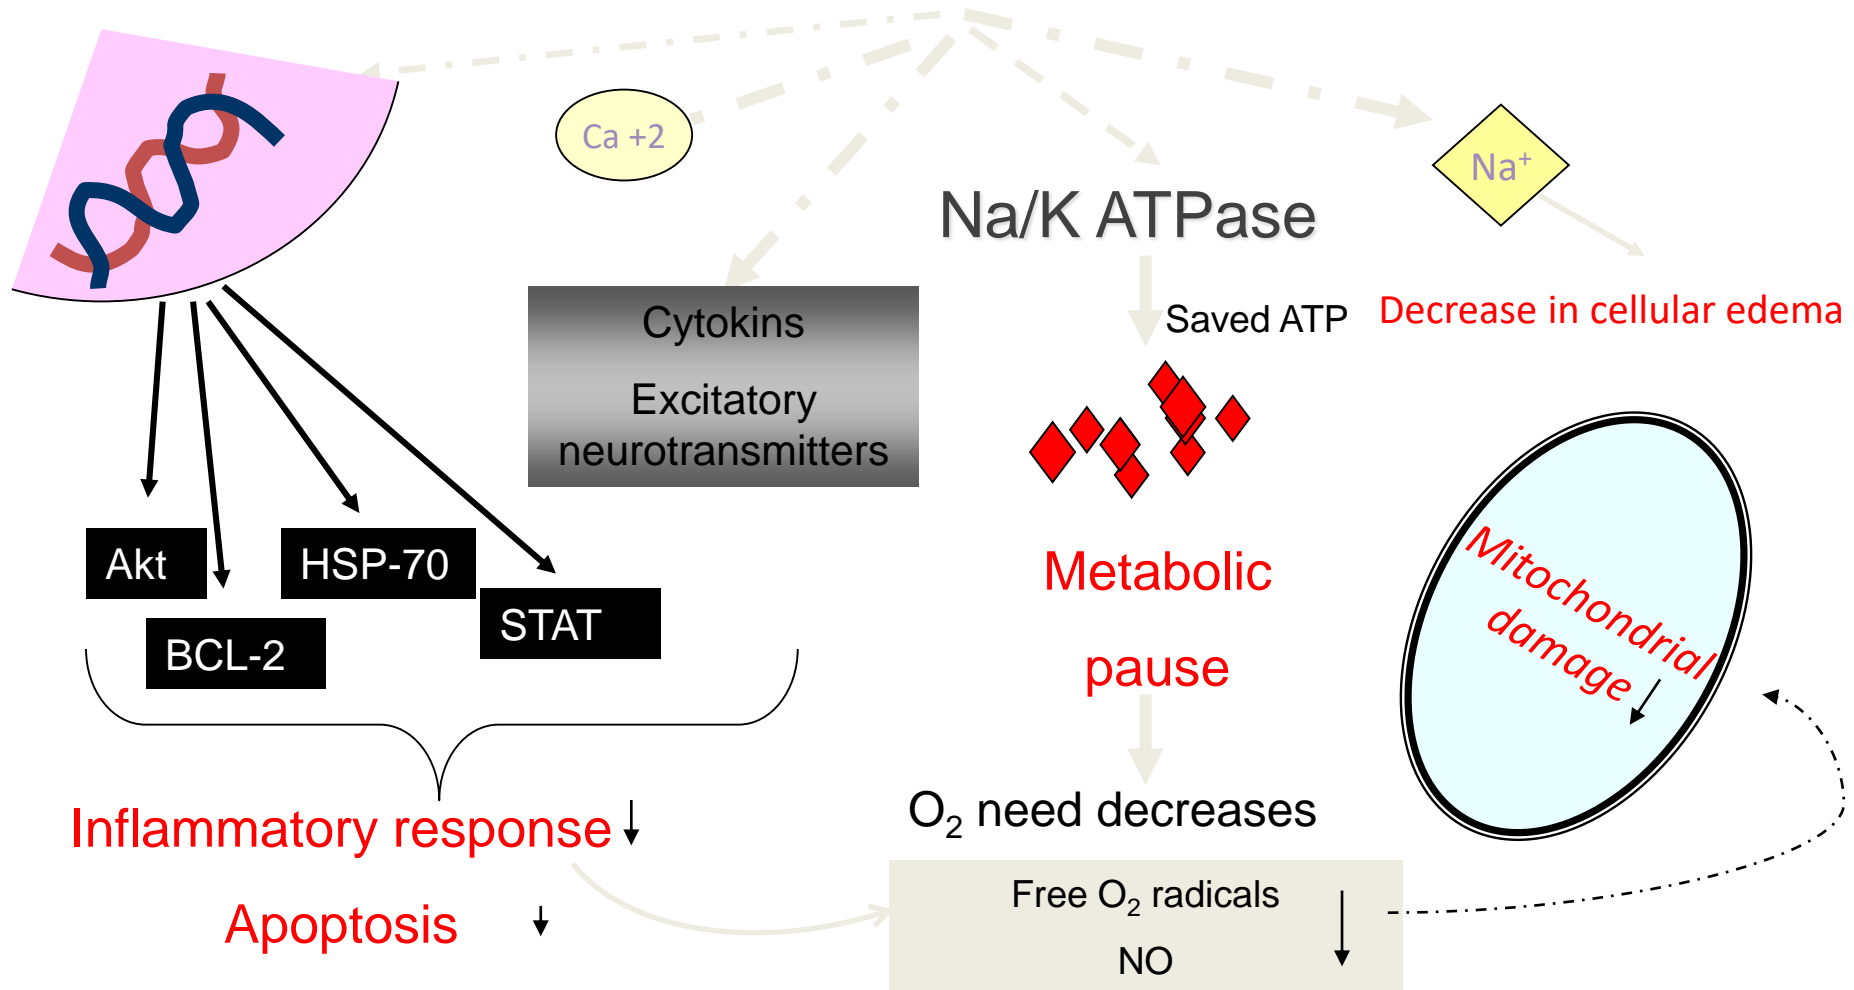 Ca +2
Na⁺
Na/K ATPase
Saved ATP
Decrease in cellular edema
Cytokins
Excitatory
neurotransmitters
Akt
HSP-70
BCL-2
STAT
Metabolic
pause
Mitochondrial
damage
Inflammatory response
Apoptosis
O₂ need decreases
Free O₂ radicals
NO